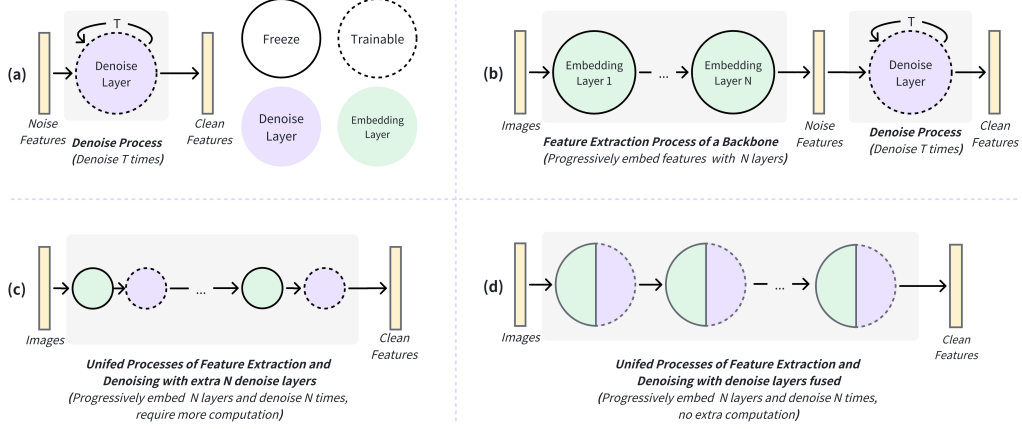 (a)
T
Denoise
Layer
Noise
Features
Clean
Features
Denoise Process
(Denoise T times)
Freeze
Trainable
Denoise
Layer
Embedding
Layer
(b)
Images
Embedding
Layer 1
...
Embedding
Layer N
Feature Extraction Process of a Backbone
(Progressively embed features with N layers)
Noise
Features
T
Denoise
Layer
Denoise Process
(Denoise T times)
Clean
Features
(c)
Images
...
Clean
Features
Unifed Processes of Feature Extraction and
Denoising with extra N denoise layers
(Progressively embed N layers and denoise N times,
require more computation)
(d)
Images
...
Clean
Features
Unifed Processes of Feature Extraction and
Denoising with denoise layers fused
(Progressively embed N layers and denoise N times,
no extra computation)